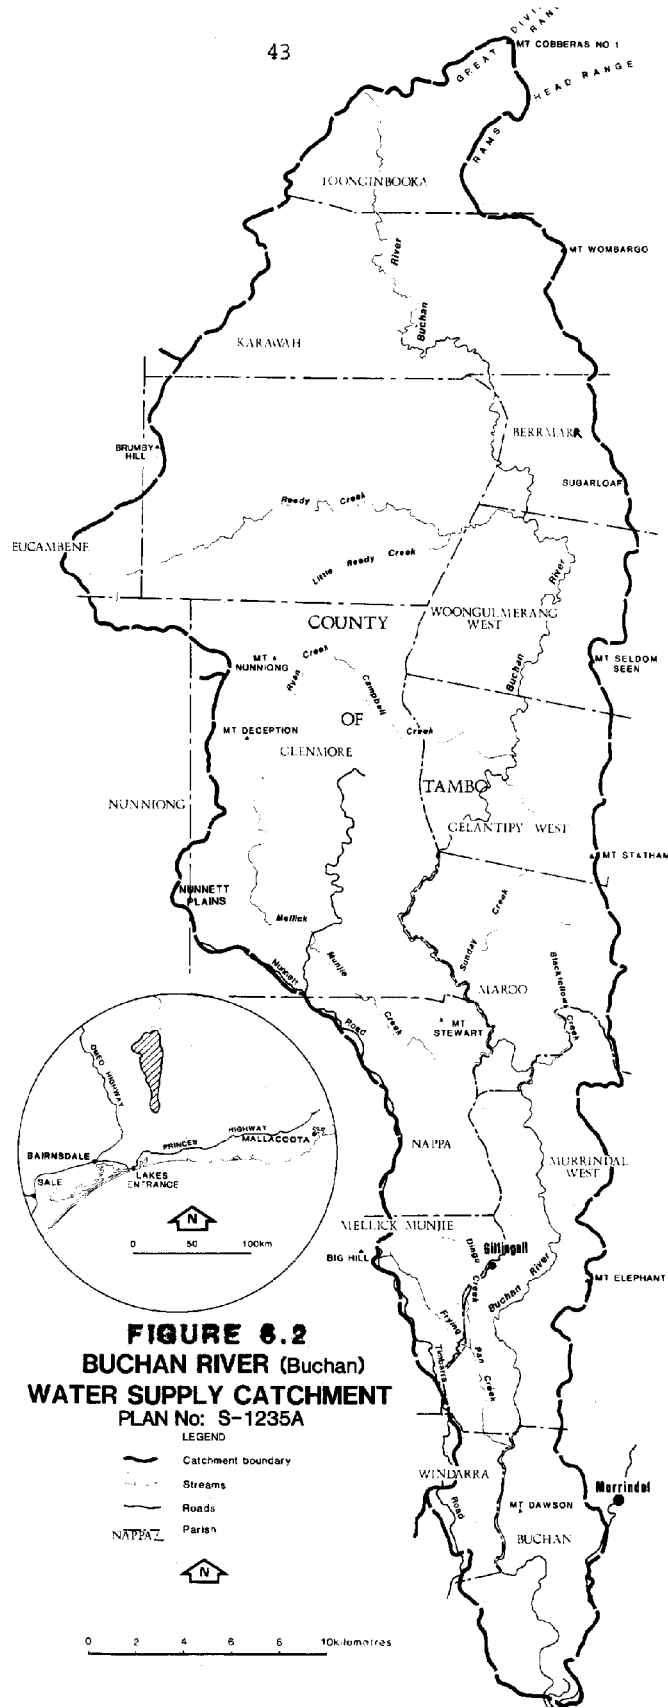 43
GREAT DIVI
RAN
MT COBBERAS NO 1
RAMS HEAD RANGE
TOONGINBOOKA
MT WOMBARGO
River
Buchan
KARAWAH
BERRMARR
BRUMBY
HILL
SUGARLOAF
Reedy Creek
EUCAMBENE
Little Reedy Creek
River
WOONGULMERANG
WEST
COUNTY
MT
NUNNIONG
Ryan Creek
Buchan
MT SELDOM
SEEN
Campbell Creek
OF
MT DECEPTION
GLENMORE
TAMBO
NUNNIONG
GELANTIPY WEST
MT STATHAM
NUNNETT
PLAINS
Mellick
Munjie
Creek
Sunday Creek
Nunnett
Road
MAROO
Blackfellows Creek
MT
STEWART
OMEO HIGHWAY
PRINCES HIGHWAY
MALLACOOTA
BAIRNSDALE
SALE
LAKES
ENTRANCE
N
0 50 100km
NAPPA
MURRINDAL
WEST
MELLICK MUNJIE
BIG HILL
Dingo Creek
Gillingall
Buchan River
MT ELEPHANT
Frying Pan Creek
Timbarra
Road
WINDARRA
Murrindal
MT DAWSON
BUCHAN
FIGURE 6.2
BUCHAN RIVER (Buchan)
WATER SUPPLY CATCHMENT
PLAN No: S-1235A
LEGEND
Catchment boundary
Streams
Roads
NAPPA Parish
N
0 2 4 6 8 10kilometres